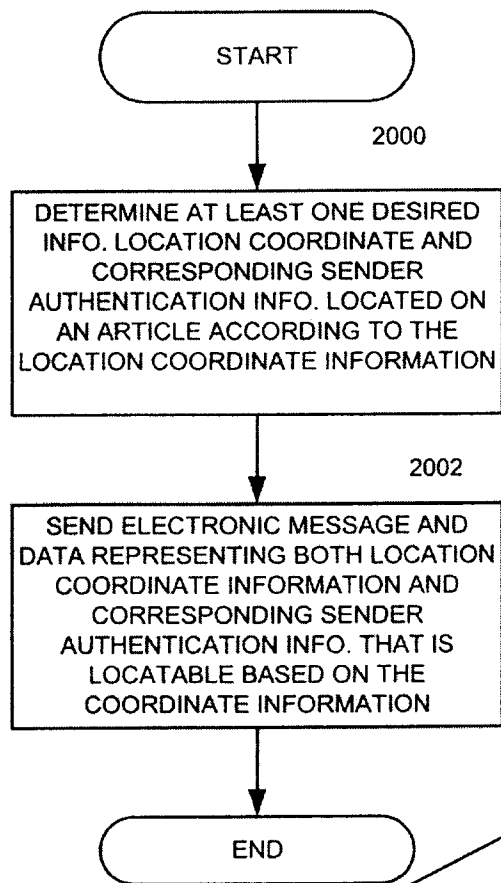 START
2000
DETERMINE AT LEAST ONE DESIRED
INFO. LOCATION COORDINATE AND
CORRESPONDING SENDER
AUTHENTICATION INFO. LOCATED ON
AN ARTICLE ACCORDING TO THE
LOCATION COORDINATE INFORMATION
2002
SEND ELECTRONIC MESSAGE AND
DATA REPRESENTING BOTH LOCATION
COORDINATE INFORMATION AND
CORRESPONDING SENDER
AUTHENTICATION INFO. THAT IS
LOCATABLE BASED ON THE
COORDINATE INFORMATION
END